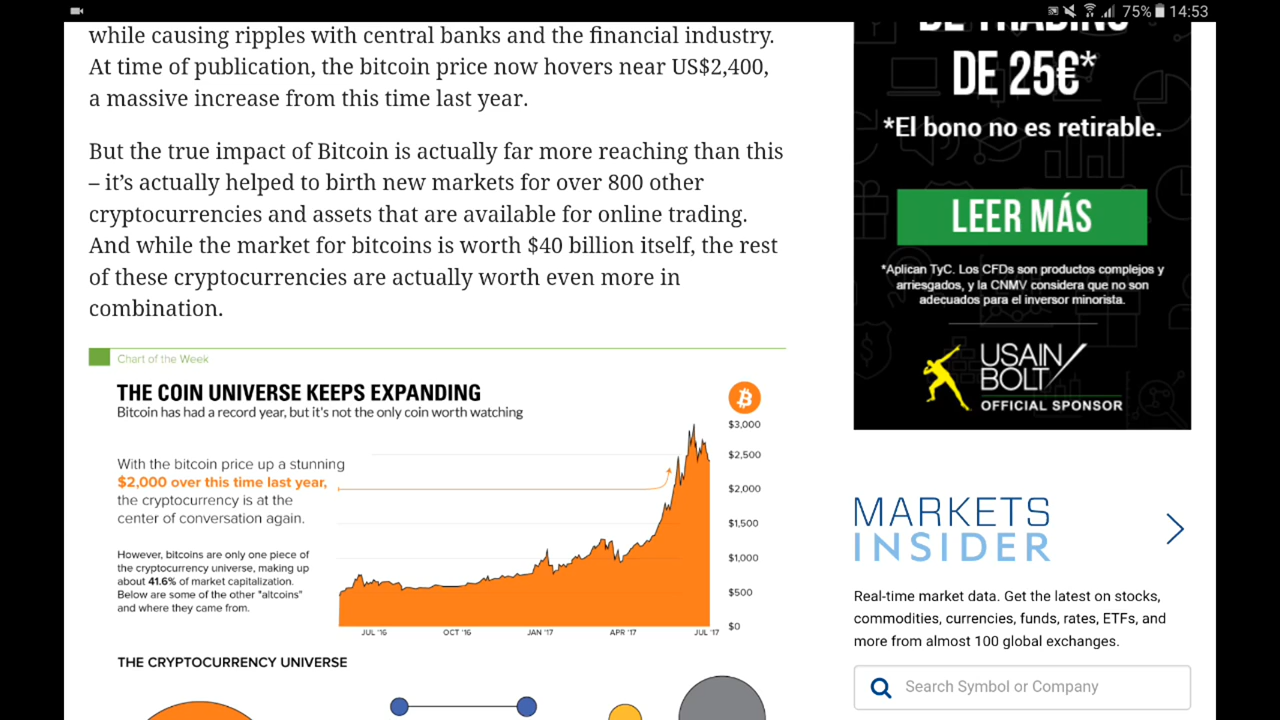 75% 14:53
while causing ripples with central banks and the financial industry.
At time of publication, the bitcoin price now hovers near US$2,400,
a massive increase from this time last year.
But the true impact of Bitcoin is actually far more reaching than this
– it’s actually helped to birth new markets for over 800 other
cryptocurrencies and assets that are available for online trading.
And while the market for bitcoins is worth $40 billion itself, the rest
of these cryptocurrencies are actually worth even more in
combination.
Chart of the Week
THE COIN UNIVERSE KEEPS EXPANDING
Bitcoin has had a record year, but it's not the only coin worth watching
With the bitcoin price up a stunning
$2,000 over this time last year,
the cryptocurrency is at the
center of conversation again.
However, bitcoins are only one piece of
the cryptocurrency universe, making up
about 41.6% of market capitalization.
Below are some of the other "altcoins"
and where they came from.
$3,000
$2,500
$2,000
$1,500
$1,000
$500
$0
JUL '16 OCT '16 JAN '17 APR '17 JUL '17
THE CRYPTOCURRENCY UNIVERSE
DE TRADING
DE 25€*
*El bono no es retirable.
LEER MÁS
*Aplican TyC. Los CFDs son productos complejos y
arriesgados, y la CNMV considera que no son
adecuados para el inversor minorista.
USAIN
BOLT
OFFICIAL SPONSOR
MARKETS
INSIDER
Real-time market data. Get the latest on stocks,
commodities, currencies, funds, rates, ETFs, and
more from almost 100 global exchanges.
Search Symbol or Company